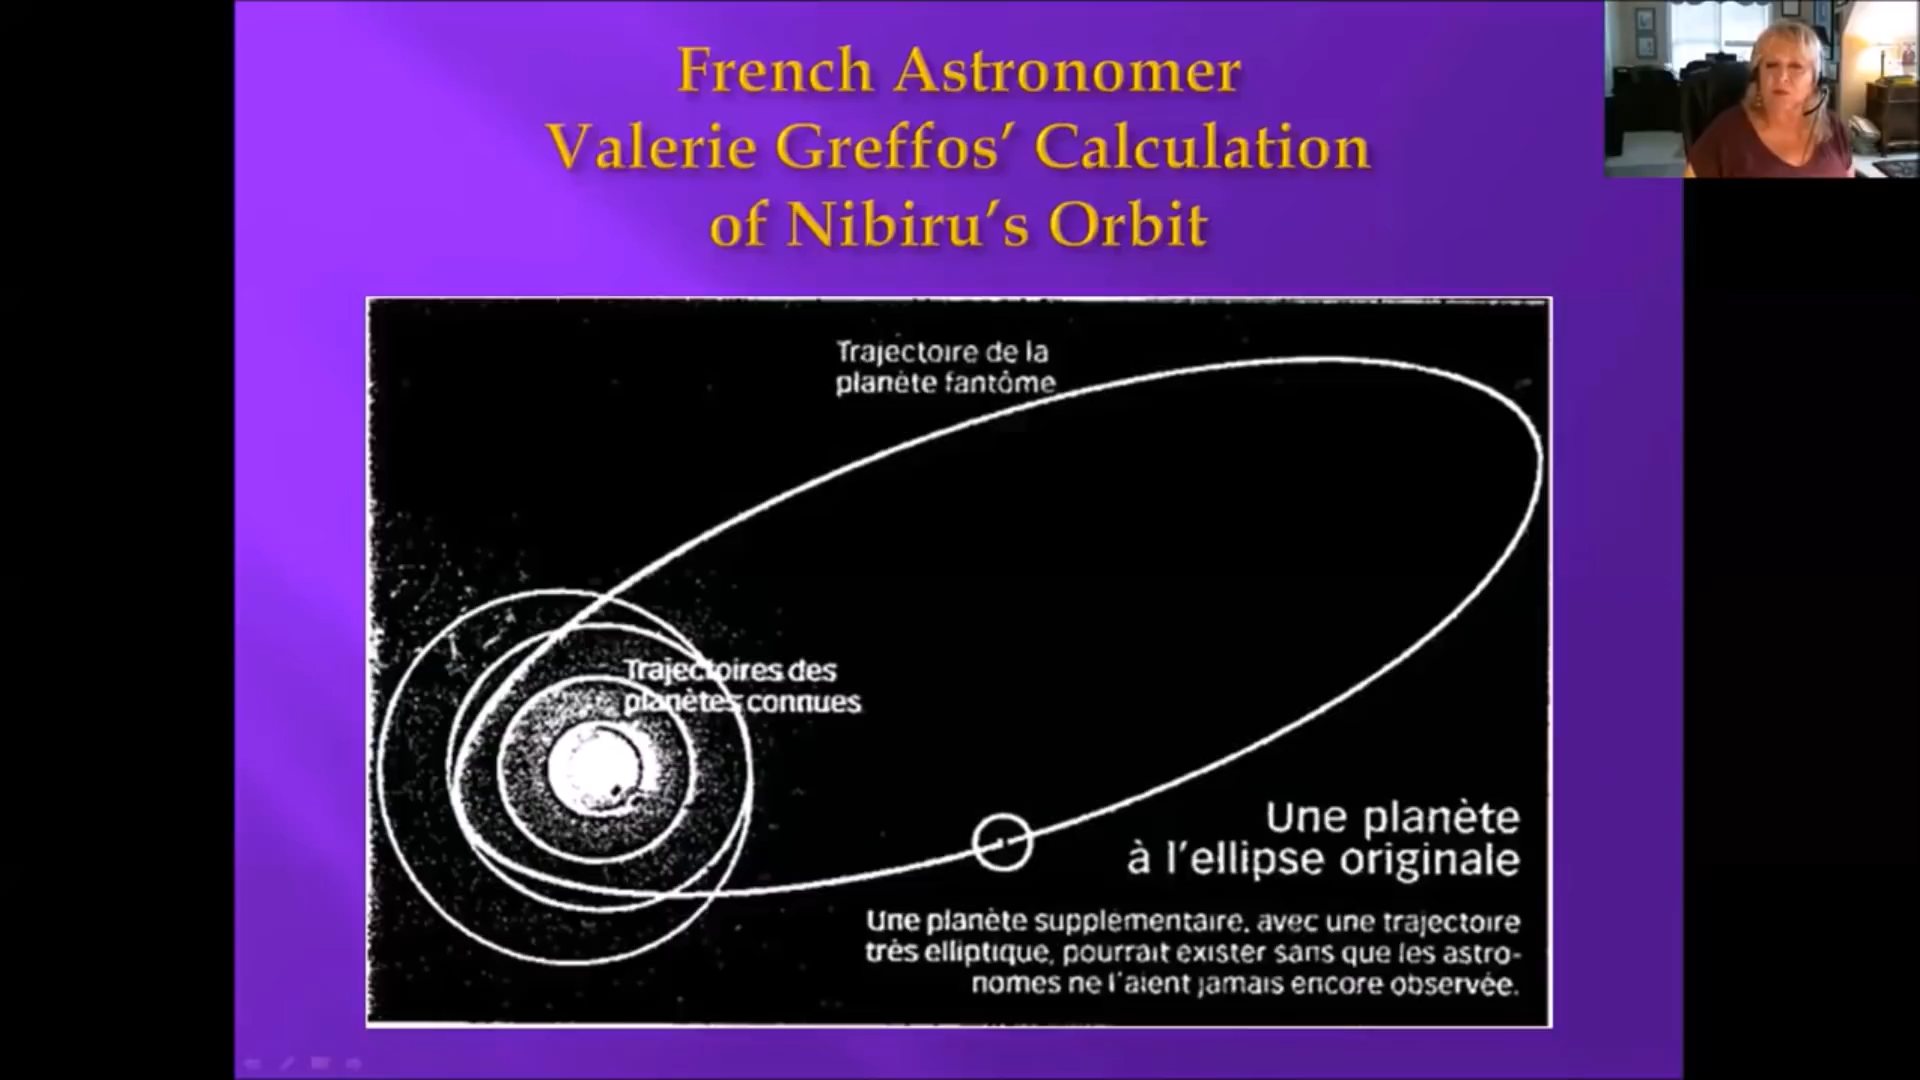 French Astronomer
Valerie Greffos’ Calculation
of Nibiru’s Orbit
Trajectoire de la
planète fantôme
Trajectoires des
planètes connues
Une planète
à l'ellipse originale
Une planète supplémentaire, avec une trajectoire
très elliptique, pourrait exister sans que les astro-
nomes ne l'aient jamais encore observée.